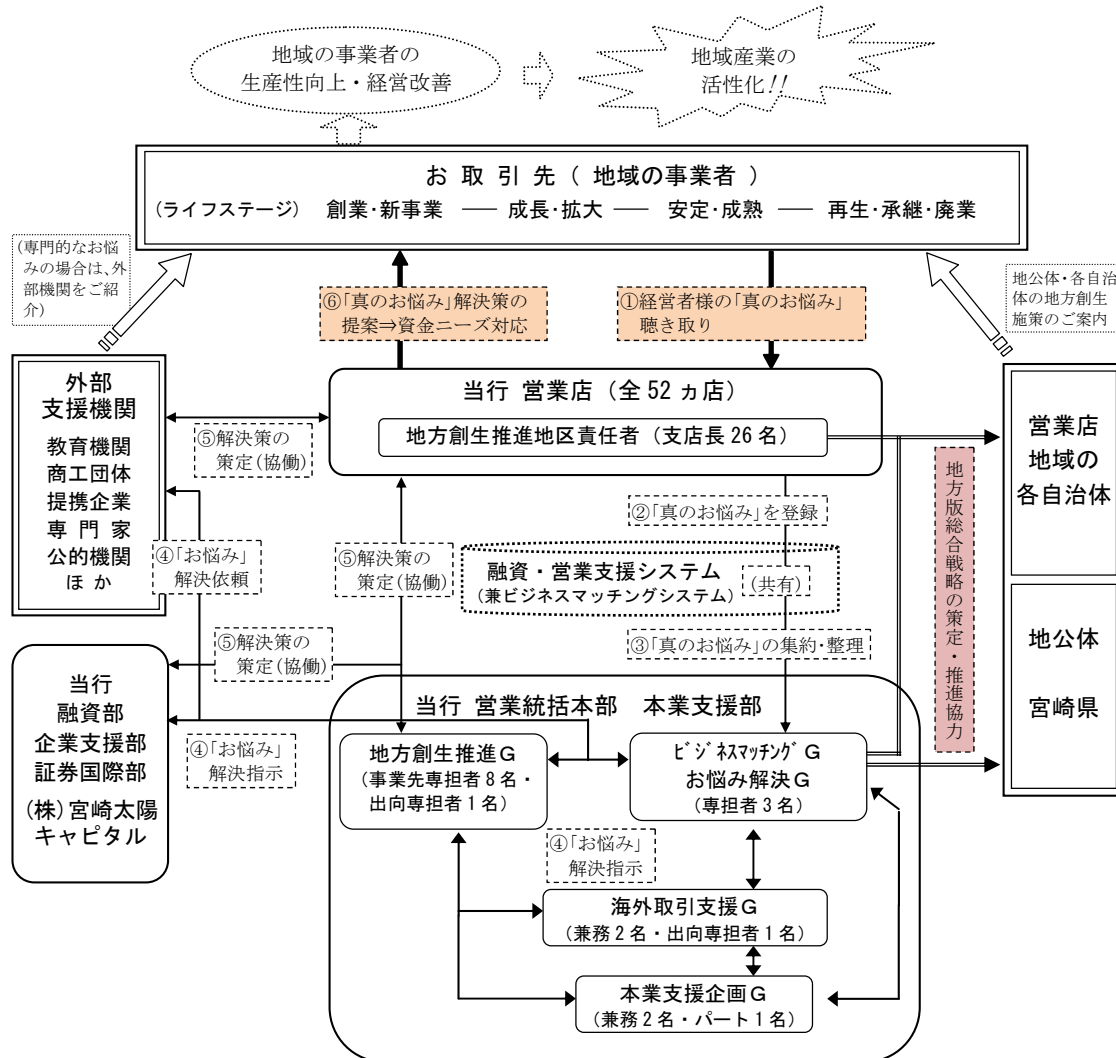 地域の事業者の
生産性向上・経営改善
地域産業の
活性化!!
お 取 引 先 ( 地域の事業者 )
(ライフステージ) 創業・新事業 ── 成長・拡大 ── 安定・成熟 ── 再生・承継・廃業
(専門的なお悩
みの場合は、外
部機関をご紹
介)
⑥「真のお悩み」解決策の
提案⇒資金ニーズ対応
①経営者様の「真のお悩み」
聴き取り
地公体・各自治
体の地方創生
施策のご案内
外部
支援機関
教育機関
商工団体
提携企業
専 門 家
公的機関
ほ か
⑤解決策の
策定(協働)
当行 営業店 (全 52 ヵ店)
地方創生推進地区責任者 (支店長 26 名)
営業店
地域の
各自治体
地公体
宮崎県
地方版総合戦略の策定・推進協力
②「真のお悩み」を登録
④「お悩み」
解決依頼
⑤解決策の
策定(協働)
融資・営業支援システム
(兼ビジネスマッチングシステム)
(共有)
⑤解決策の
策定(協働)
③「真のお悩み」の集約・整理
当行
融資部
企業支援部
証券国際部
(株)宮崎太陽
キャピタル
④「お悩み」
解決指示
当行 営業統括本部 本業支援部
地方創生推進G
(事業先専担者 8 名・
出向専担者 1 名)
ビジネスマッチングG
お悩み解決G
(専担者 3 名)
④「お悩み」
解決指示
海外取引支援G
(兼務 2 名・出向専担者 1 名)
本業支援企画G
(兼務 2 名・パート 1 名)